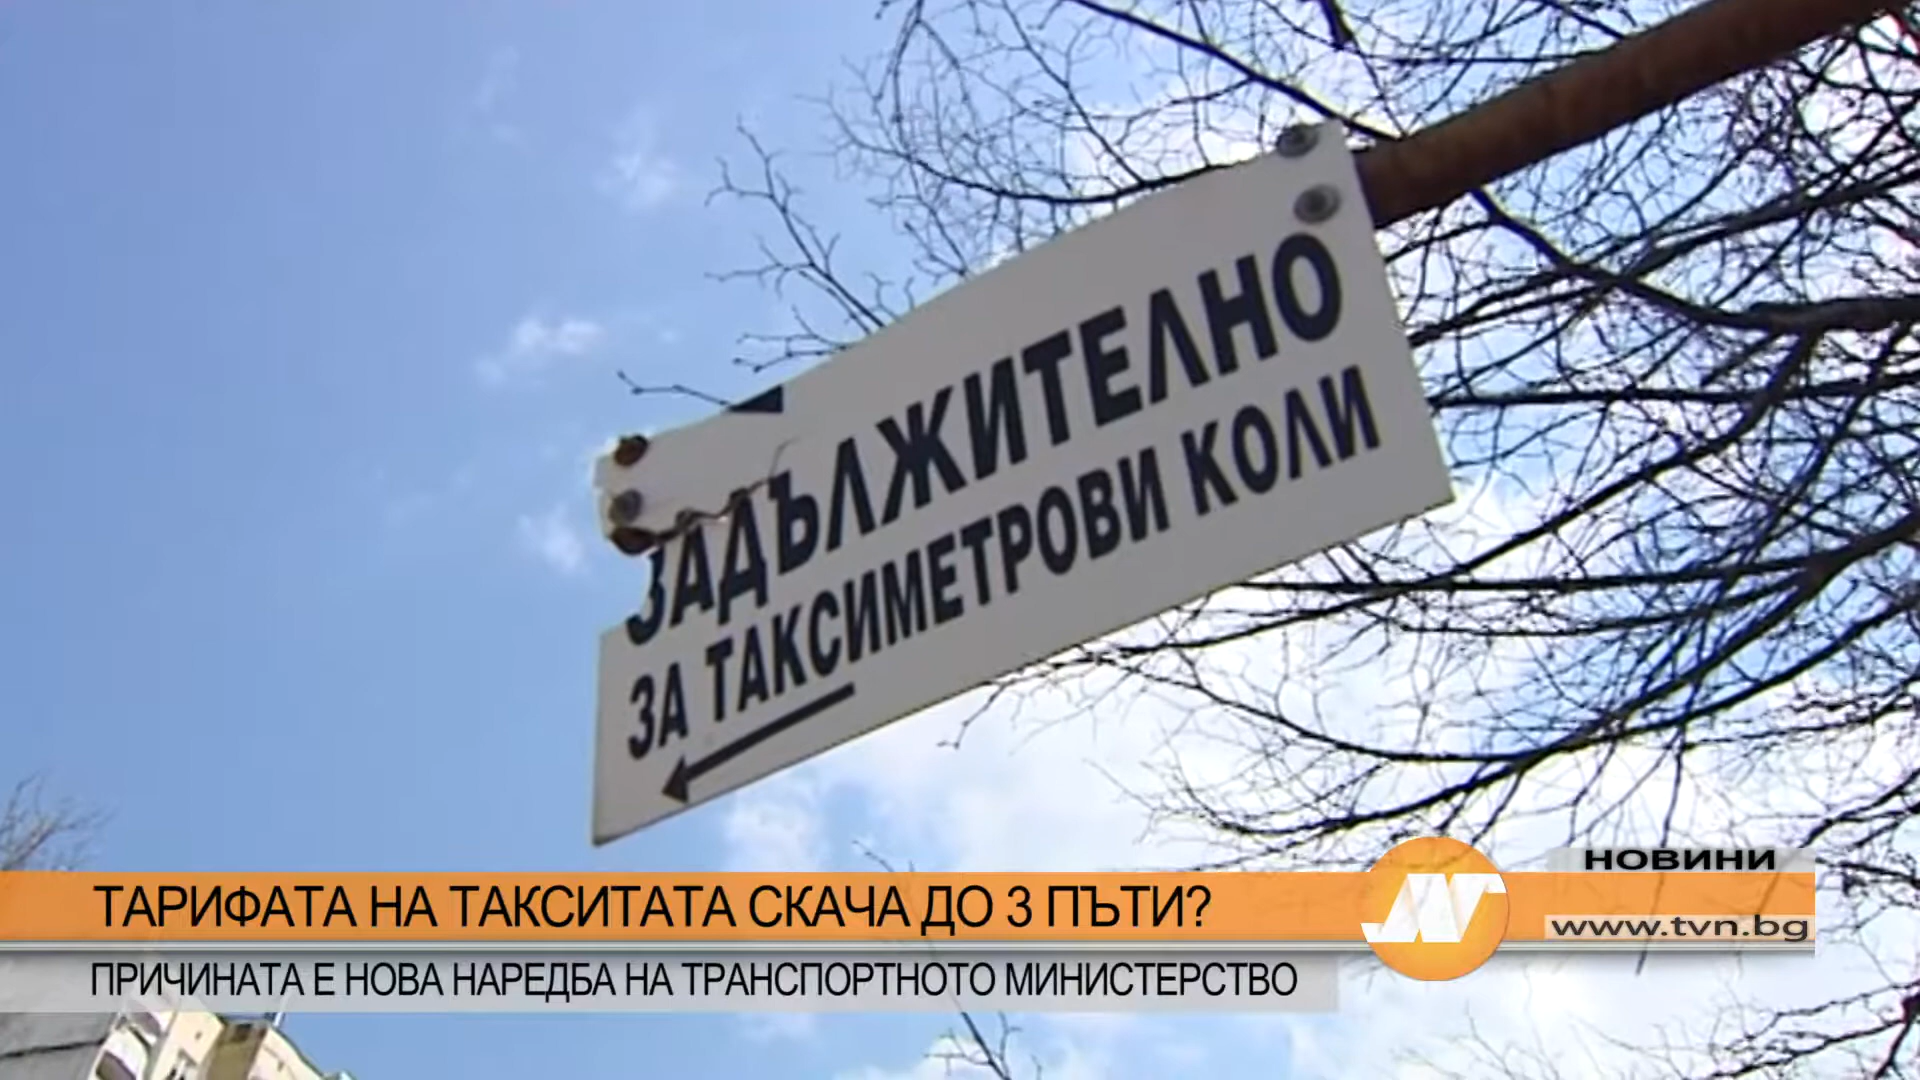 ЗАДЪЛЖИТЕЛНО
ЗА ТАКСИМЕТРОВИ КОЛИ
ТАРИФАТА НА ТАКСИТАТА СКАЧА ДО 3 ПЪТИ?
ПРИЧИНАТА Е НОВА НАРЕДБА НА ТРАНСПОРТНОТО МИНИСТЕРСТВО
НОВИНИ
www.tvn.bg